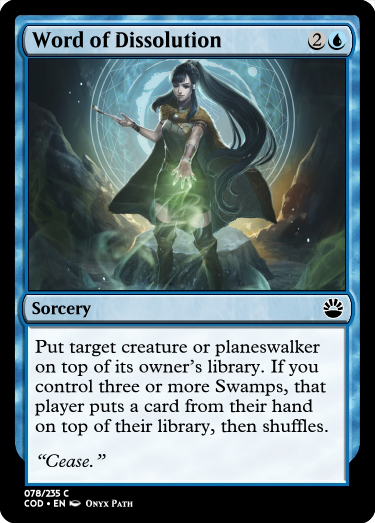 Word of Dissolution 2
Sorcery
Put target creature or planeswalker
on top of its owner's library. If you
control three or more Swamps, that
player puts a card from their hand
on top of their library, then shuffles.
“Cease.”
078/235 C
COD • EN Onyx Path